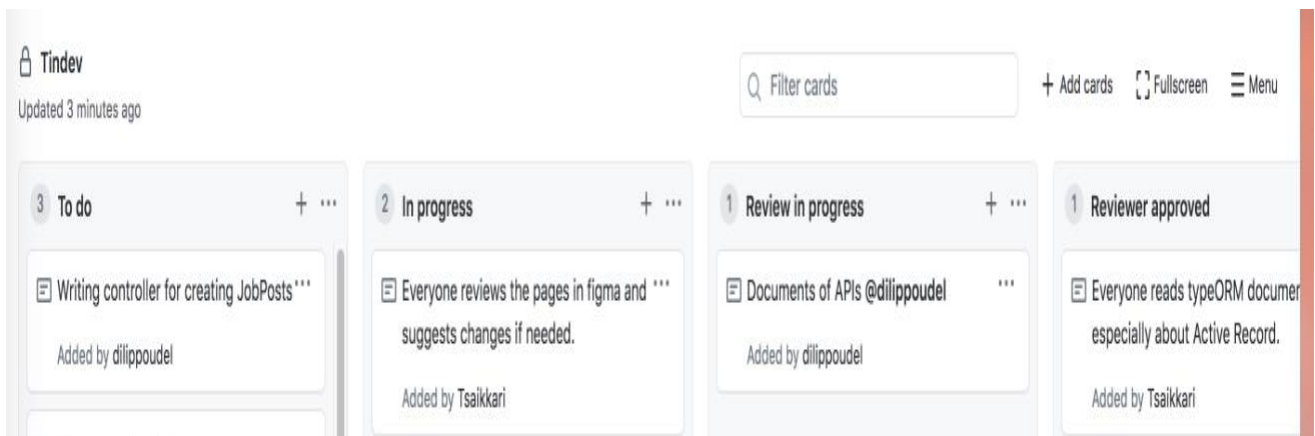 Tindev
Updated 3 minutes ago
Filter cards
+ Add cards
Fullscreen
Menu
3 To do + ...
Writing controller for creating JobPosts ...
Added by dilippoudel
2 In progress + ...
Everyone reviews the pages in figma and ...
suggests changes if needed.
Added by Tsaikkari
1 Review in progress + ...
Documents of APIs @dilippoudel ...
Added by dilippoudel
1 Reviewer approved
Everyone reads typeORM documen
especially about Active Record.
Added by Tsaikkari